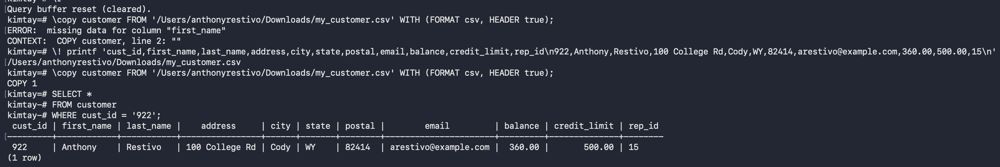 [Query buffer reset (cleared).
kimtay=# \copy customer FROM '/Users/anthonyrestivo/Downloads/my_customer.csv' WITH (FORMAT csv, HEADER true);
[ERROR:  missing data for column "first_name"
CONTEXT:  COPY customer, line 2: ""
kimtay=# \! printf 'cust_id,first_name,last_name,address,city,state,postal,email,balance,credit_limit,rep_id\n922,Anthony,Restivo,100 College Rd,Cody,WY,82414,arestivo@example.com,360.00,500.00,15\n'
[/Users/anthonyrestivo/Downloads/my_customer.csv
kimtay=# \copy customer FROM '/Users/anthonyrestivo/Downloads/my_customer.csv' WITH (FORMAT csv, HEADER true);
COPY 1
[kimtay=# SELECT *
kimtay-# FROM customer
kimtay-# WHERE cust_id = '922';
 cust_id | first_name | last_name |    address     | city | state | postal |        email         | balance | credit_limit | rep_id
[---------+------------+-----------+----------------+------+-------+--------+----------------------+---------+--------------+--------
 922     | Anthony    | Restivo   | 100 College Rd | Cody | WY    | 82414  | arestivo@example.com |  360.00 |       500.00 | 15
(1 row)